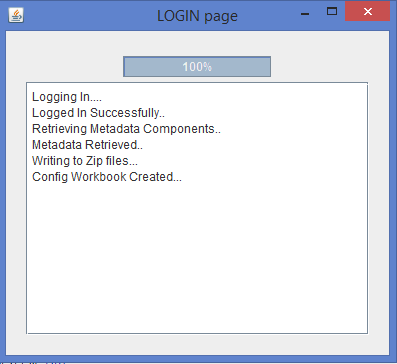 LOGIN page
100%
Logging In....
Logged In Successfully..
Retrieving Metadata Components..
Metadata Retrieved..
Writing to Zip files...
Config Workbook Created...